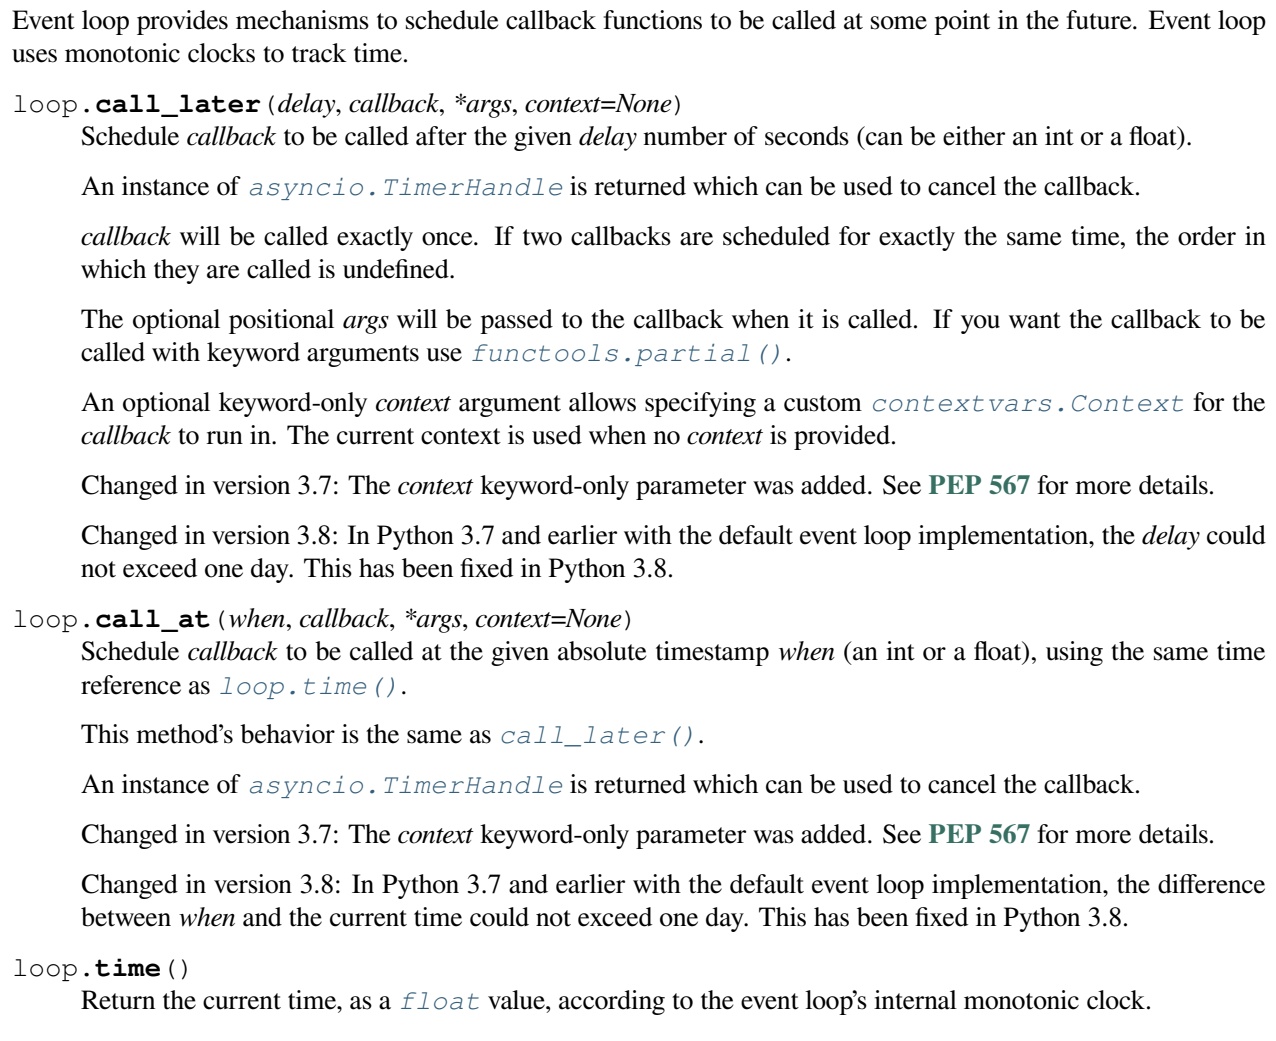 Event loop provides mechanisms to schedule callback functions to be called at some point in the future. Event loop
uses monotonic clocks to track time.
loop.call_later(delay, callback, *args, context=None)
Schedule callback to be called after the given delay number of seconds (can be either an int or a float).
An instance of asyncio.TimerHandle is returned which can be used to cancel the callback.
callback will be called exactly once. If two callbacks are scheduled for exactly the same time, the order in
which they are called is undefined.
The optional positional args will be passed to the callback when it is called. If you want the callback to be
called with keyword arguments use functools.partial().
An optional keyword-only context argument allows specifying a custom contextvars.Context for the
callback to run in. The current context is used when no context is provided.
Changed in version 3.7: The context keyword-only parameter was added. See PEP 567 for more details.
Changed in version 3.8: In Python 3.7 and earlier with the default event loop implementation, the delay could
not exceed one day. This has been fixed in Python 3.8.
loop.call_at(when, callback, *args, context=None)
Schedule callback to be called at the given absolute timestamp when (an int or a float), using the same time
reference as loop.time().
This method's behavior is the same as call_later().
An instance of asyncio.TimerHandle is returned which can be used to cancel the callback.
Changed in version 3.7: The context keyword-only parameter was added. See PEP 567 for more details.
Changed in version 3.8: In Python 3.7 and earlier with the default event loop implementation, the difference
between when and the current time could not exceed one day. This has been fixed in Python 3.8.
loop.time()
Return the current time, as a float value, according to the event loop's internal monotonic clock.